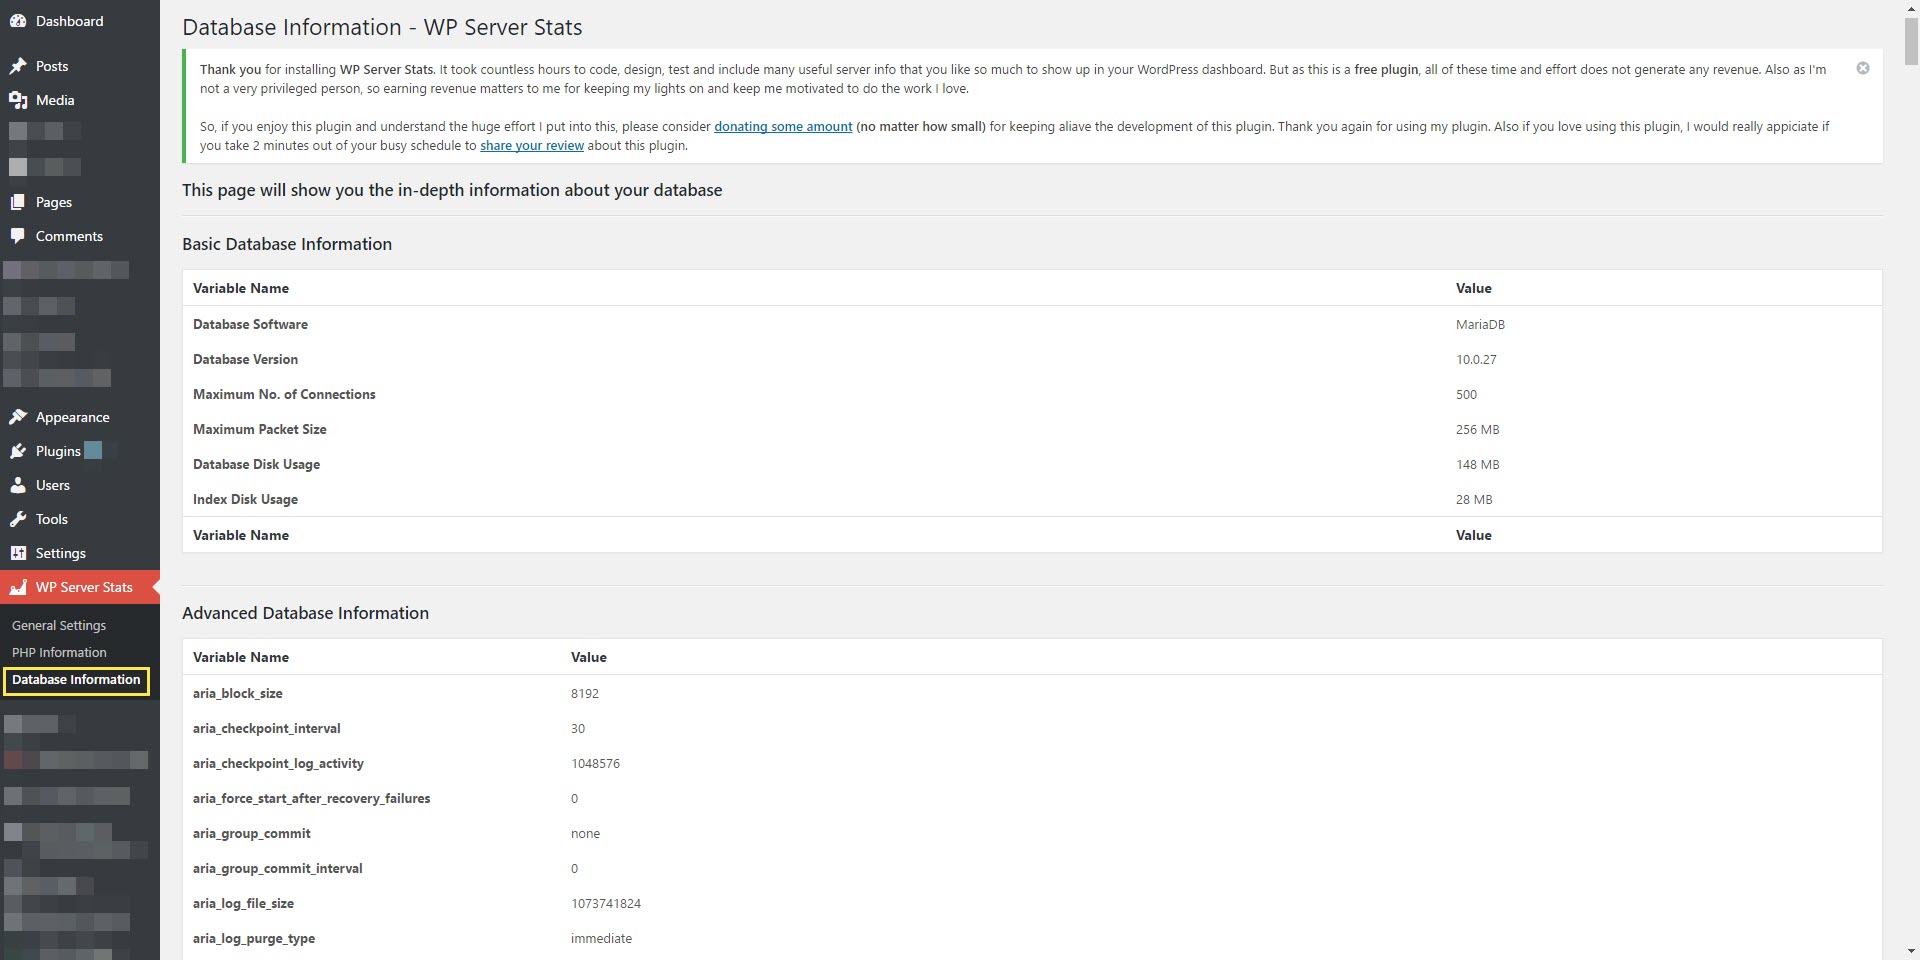 Dashboard
Posts
Media
Pages
Comments
Appearance
Plugins
Users
Tools
Settings
WP Server Stats
General Settings
PHP Information
Database Information
Database Information - WP Server Stats
Thank you for installing WP Server Stats. It took countless hours to code, design, test and include many useful server info that you like so much to show up in your WordPress dashboard. But as this is a free plugin, all of these time and effort does not generate any revenue. Also as I'm
not a very privileged person, so earning revenue matters to me for keeping my lights on and keep me motivated to do the work I love.
So, if you enjoy this plugin and understand the huge effort I put into this, please consider donating some amount (no matter how small) for keeping aliave the development of this plugin. Thank you again for using my plugin. Also if you love using this plugin, I would really appiciate if
you take 2 minutes out of your busy schedule to share your review about this plugin.
This page will show you the in-depth information about your database
Basic Database Information
Variable Name Value
Database Software MariaDB
Database Version 10.0.27
Maximum No. of Connections 500
Maximum Packet Size 256 MB
Database Disk Usage 148 MB
Index Disk Usage 28 MB
Variable Name Value
Advanced Database Information
Variable Name Value
aria_block_size 8192
aria_checkpoint_interval 30
aria_checkpoint_log_activity 1048576
aria_force_start_after_recovery_failures 0
aria_group_commit none
aria_group_commit_interval 0
aria_log_file_size 1073741824
aria_log_purge_type immediate